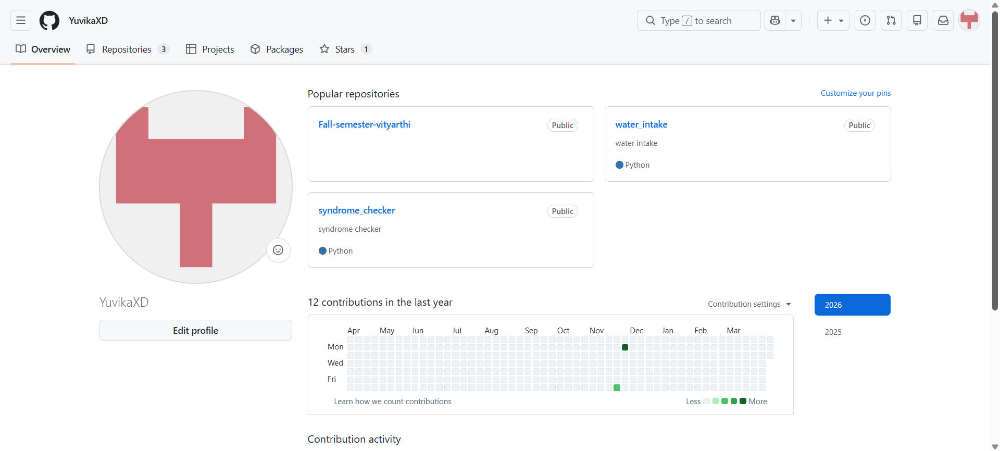 YuvikaXD
Type / to search
Overview
Repositories 3
Projects
Packages
Stars 1
Popular repositories
Customize your pins
Fall-semester-vityarthi
Public
water_intake
Public
water intake
Python
syndrome_checker
Public
syndrome checker
Python
YuvikaXD
Edit profile
12 contributions in the last year
Contribution settings
2026
2025
Apr May Jun Jul Aug Sep Oct Nov Dec Jan Feb Mar
Mon
Wed
Fri
Learn how we count contributions
Less More
Contribution activity